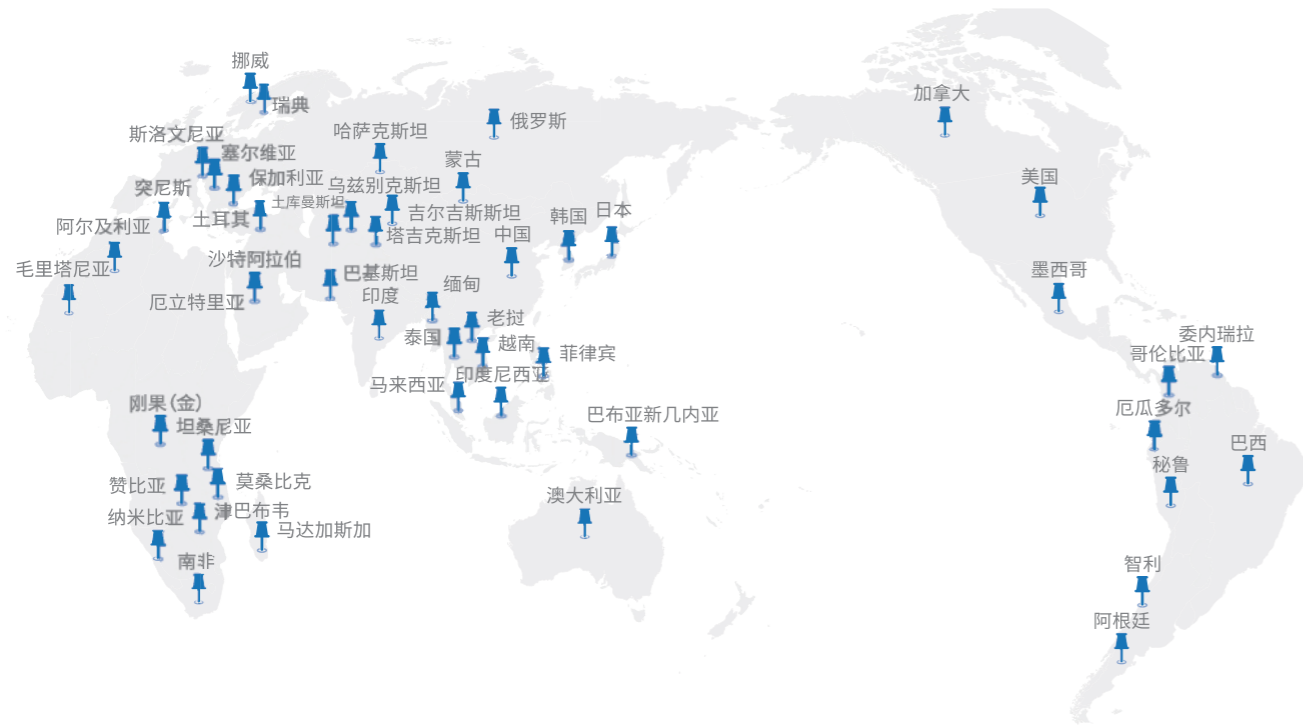 挪威
瑞典
加拿大
俄罗斯
斯洛文尼亚
哈萨克斯坦
塞尔维亚
蒙古
保加利亚
美国
突尼斯
乌兹别克斯坦
土库曼斯坦
吉尔吉斯斯坦
韩国
日本
阿尔及利亚
土耳其
塔吉克斯坦
中国
沙特阿拉伯
毛里塔尼亚
巴基斯坦
墨西哥
缅甸
厄立特里亚
印度
老挝
委内瑞拉
泰国
越南
菲律宾
哥伦比亚
马来西亚
印度尼西亚
刚果(金)
厄瓜多尔
巴布亚新几内亚
坦桑尼亚
巴西
秘鲁
赞比亚
莫桑比克
澳大利亚
纳米比亚
津巴布韦
马达加斯加
南非
智利
阿根廷